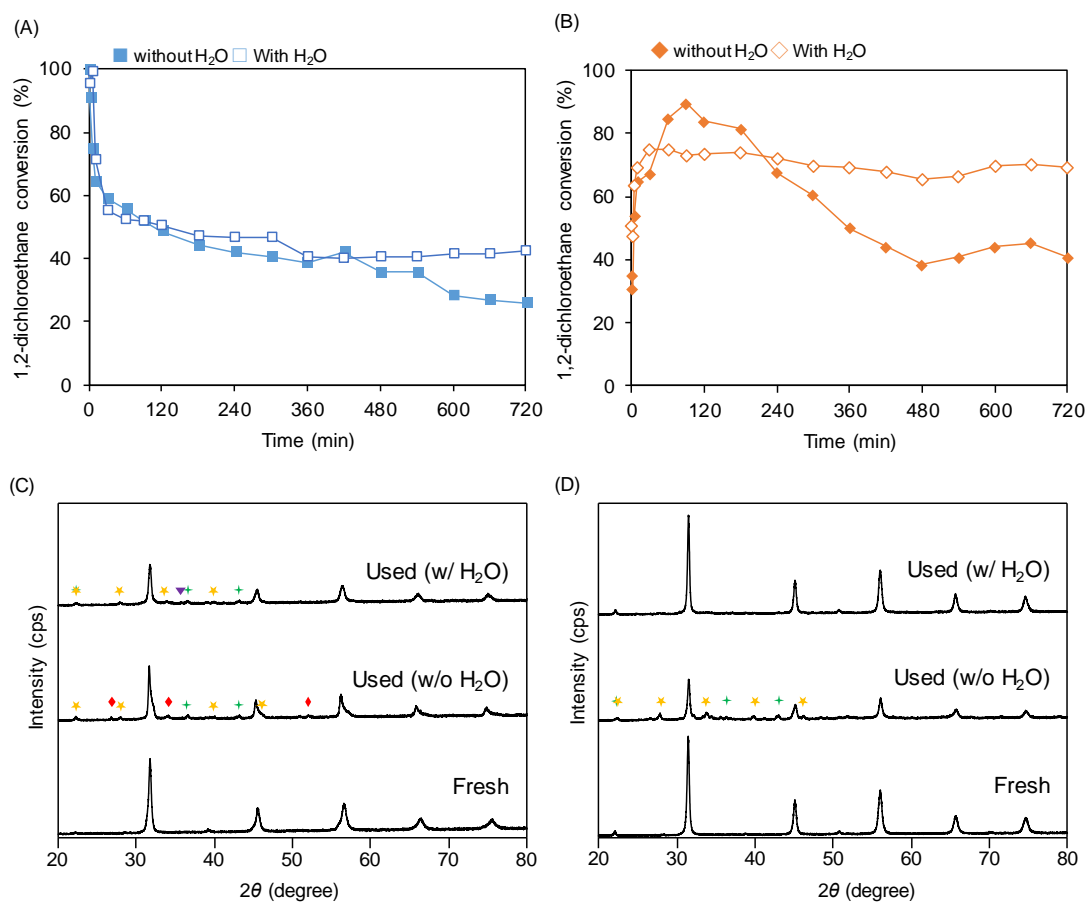 (A)
without H₂O With H₂O
1,2-dichloroethane conversion (%)
100
80
60
40
20
0
0 120 240 360 480 600 720
Time (min)
(B)
without H₂O With H₂O
1,2-dichloroethane conversion (%)
100
80
60
40
20
0
0 120 240 360 480 600 720
Time (min)
(C)
Intensity (cps)
Used (w/ H₂O)
Used (w/o H₂O)
Fresh
20 30 40 50 60 70 80
2θ (degree)
(D)
Intensity (cps)
Used (w/ H₂O)
Used (w/o H₂O)
Fresh
20 30 40 50 60 70 80
2θ (degree)